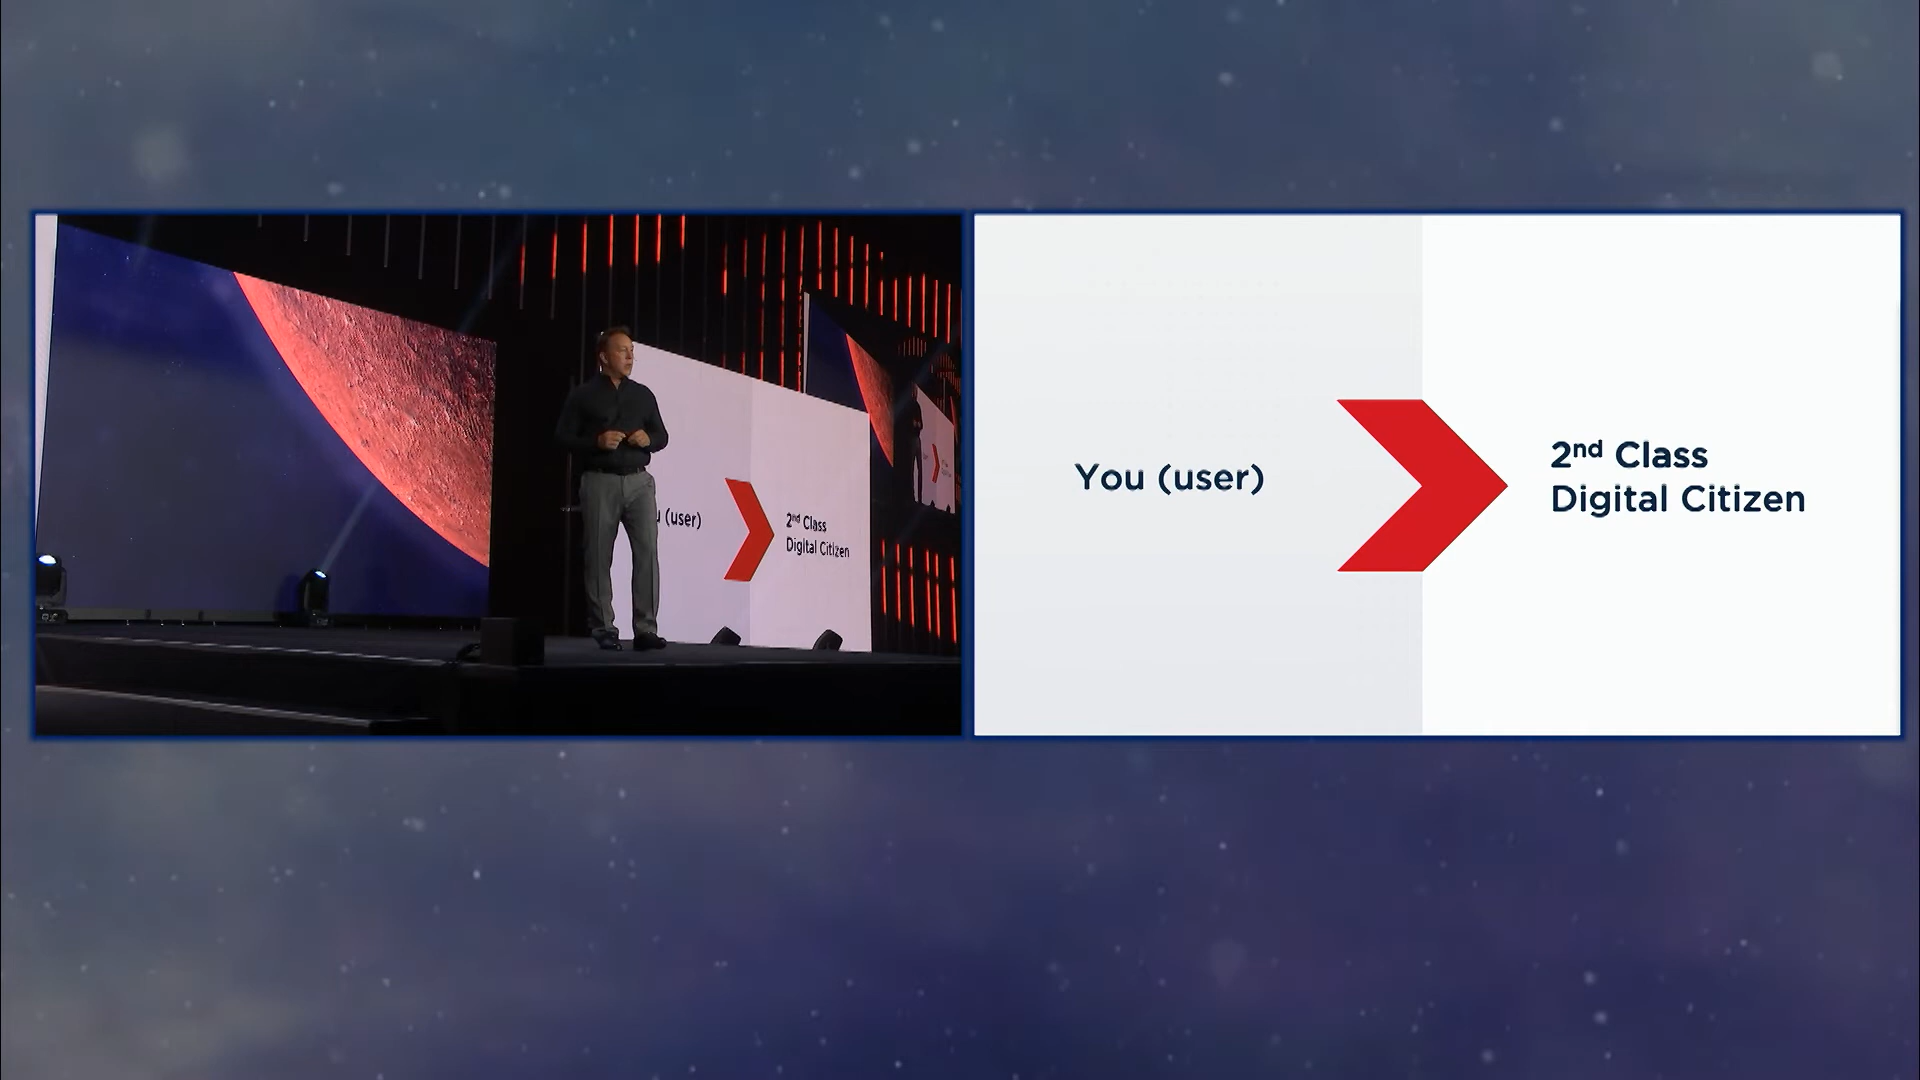 u (user)
2nd Class
Digital Citizen
You (user)
2nd Class
Digital Citizen